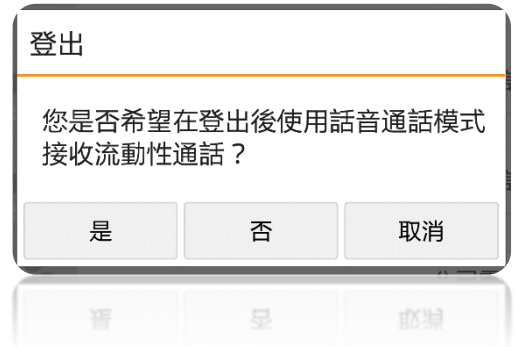 登出
您是否希望在登出後使用話音通話模式
接收流動性通話？
是 否 取消